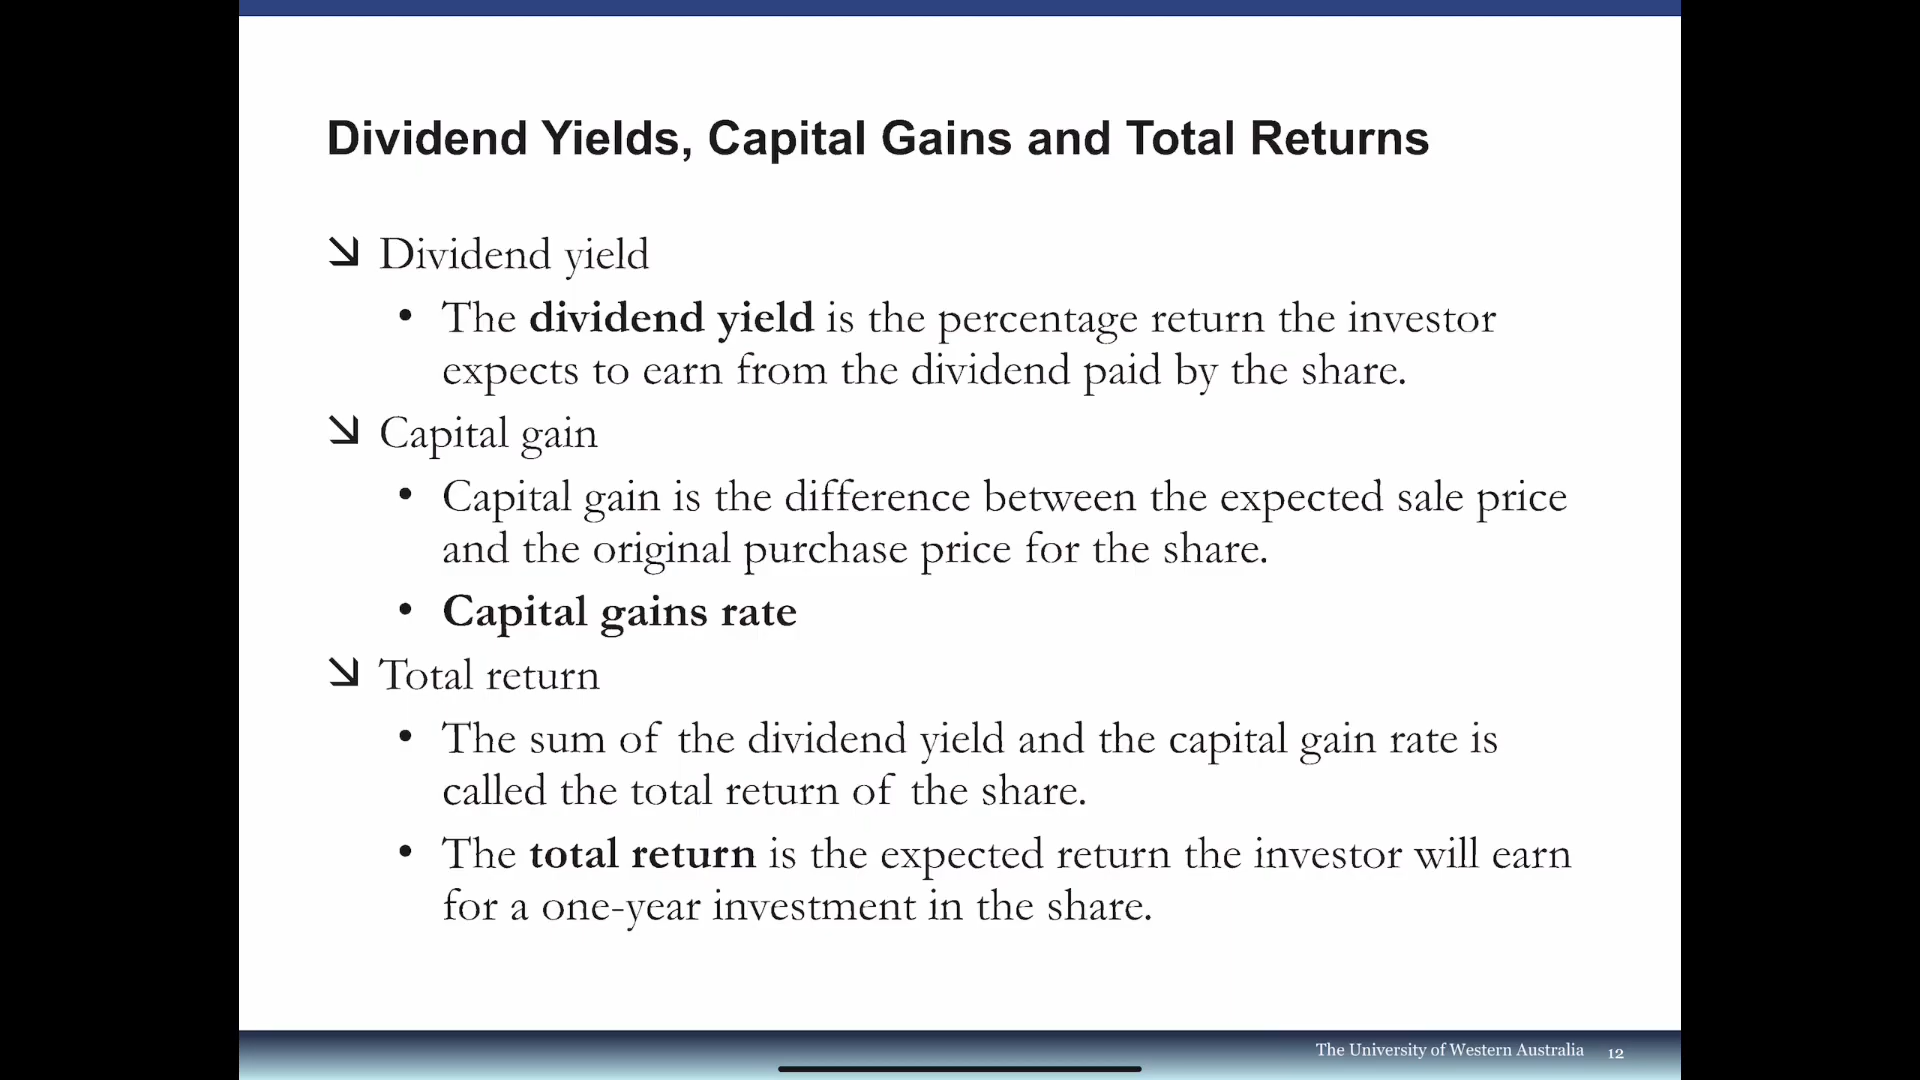 Dividend Yields, Capital Gains and Total Returns
Dividend yield
• The dividend yield is the percentage return the investor
expects to earn from the dividend paid by the share.
Capital gain
• Capital gain is the difference between the expected sale price
and the original purchase price for the share.
• Capital gains rate
Total return
• The sum of the dividend yield and the capital gain rate is
called the total return of the share.
• The total return is the expected return the investor will earn
for a one-year investment in the share.
The University of Western Australia 12